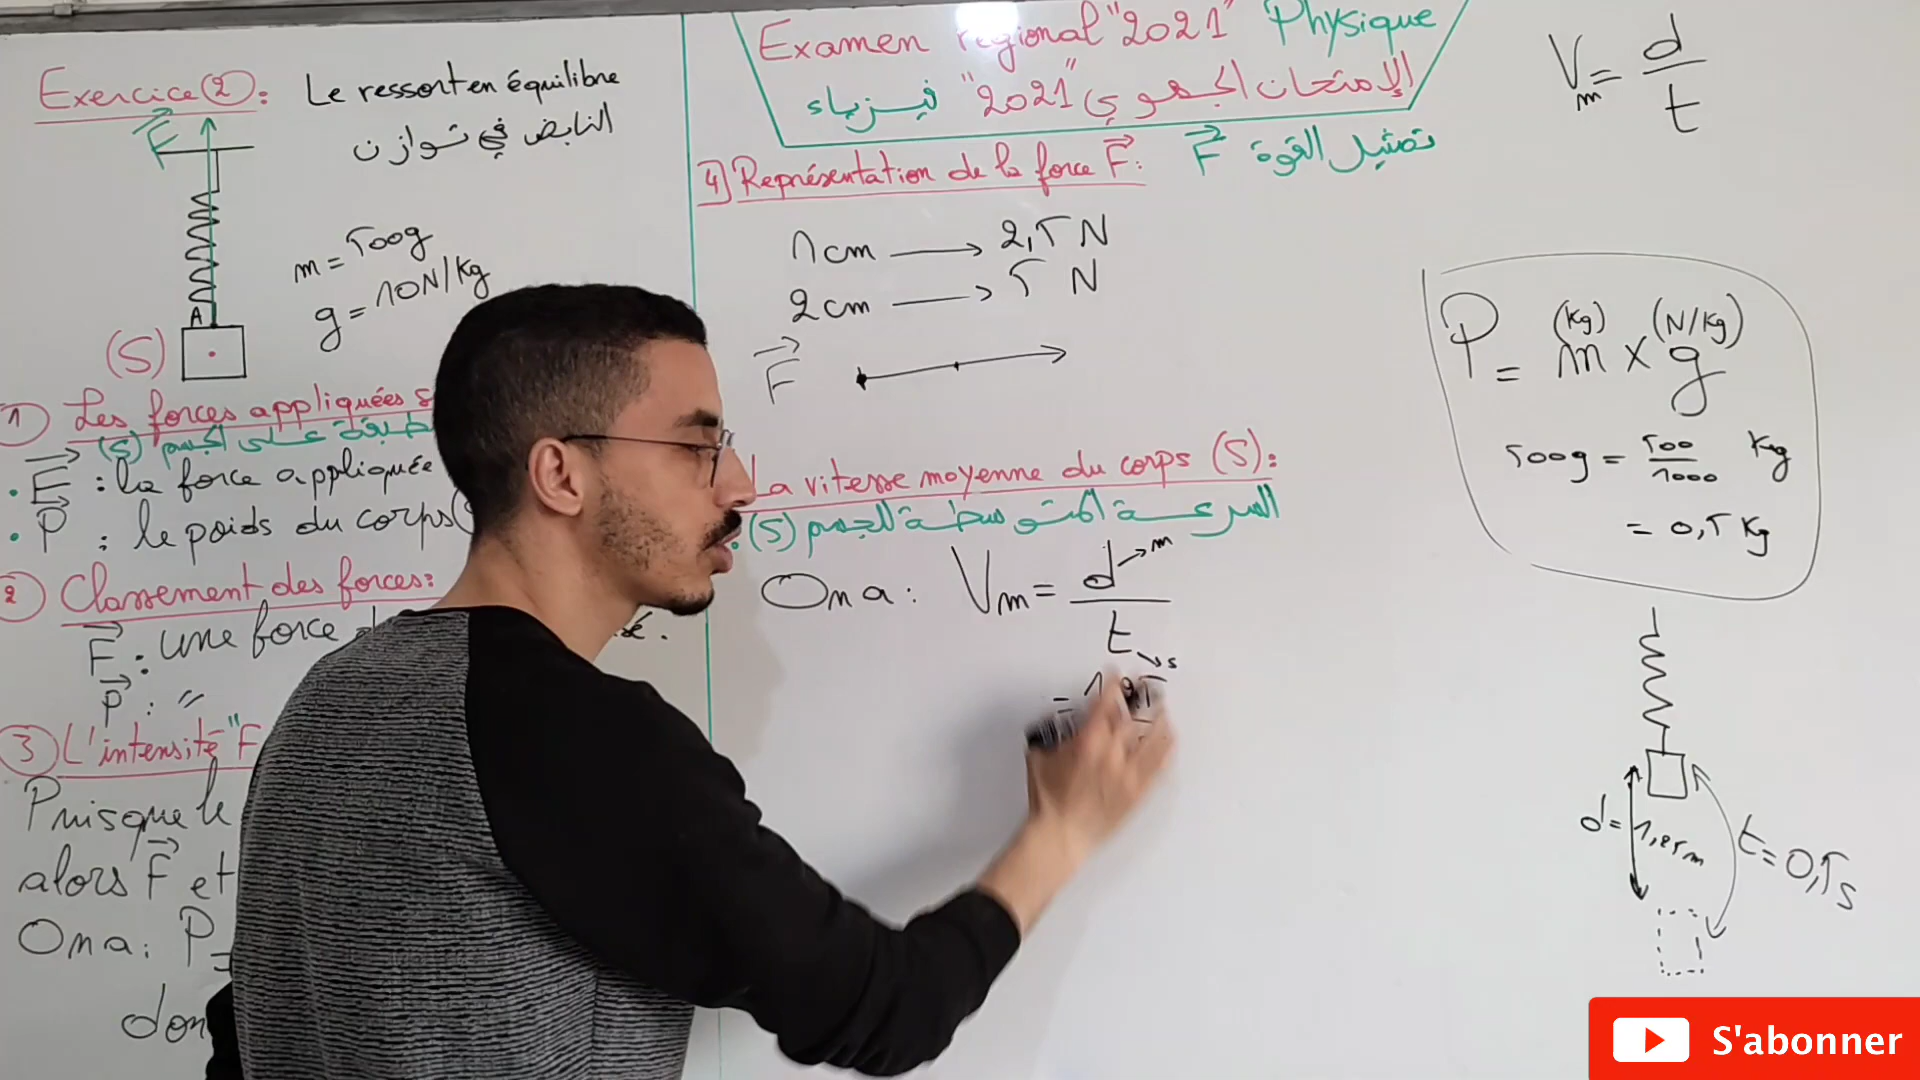 Exercice 2 :
Le ressort en équilibre
النابض في توازن
F
m = 500g
g = 10N/Kg
A
(S)
1 Les forces appliquées s
طبقة على الجسم (S)
. F : la force appliquée
. P : le poids du corps (
2 Classement des forces:
F : une force
P : "
3 L'intensité "F
Puisque le
alors F et
On a: P =
don
Examen régional "2021" Physique
الإمتحان الجهوي "2021" فيزياء
4) Représentation de la force F :
تمثيل القوة F
1cm → 2,5 N
2cm → 5 N
F
La vitesse moyenne du corps (S):
السرعة المتوسطة للجسم (S):
On a: Vm = d/t
m
s
Vm = d/t
P = m x g
(Kg) (N/Kg)
500g = 500/1000 Kg
= 0,5 Kg
d = 1,25m
t = 0,5s
S'abonner